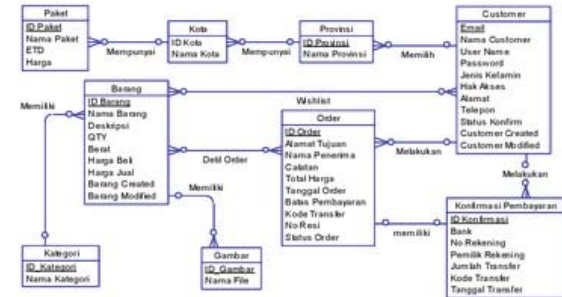 Paket
ID Paket
Nama Paket
ETD
Harga
Mempunyai
Kota
ID Kota
Nama Kota
Mempunyai
Provinsi
ID Provinsi
Nama Provinsi
Memilih
Customer
Email
Nama Customer
User Name
Password
Jenis Kelamin
Hak Akses
Alamat
Telepon
Status Konfirm
Customer Created
Customer Modified
Memiliki
Barang
ID Barang
Nama Barang
Deskripsi
QTY
Berat
Harga Beli
Harga Jual
Barang Created
Barang Modified
Wishlist
Detil Order
Order
ID Order
Alamat Tujuan
Nama Penerima
Catatan
Total Harga
Tanggal Order
Batas Pembayaran
Kode Transfer
No Resi
Status Order
Melakukan
Melakukan
Memiliki
Kategori
ID_Kategori
Nama Kategori
Gambar
ID_Gambar
Nama File
memiliki
Konfirmasi Pembayaran
ID Konfirmasi
Bank
No Rekening
Pemilik Rekening
Jumlah Transfer
Kode Transfer
Tanggal Transfer